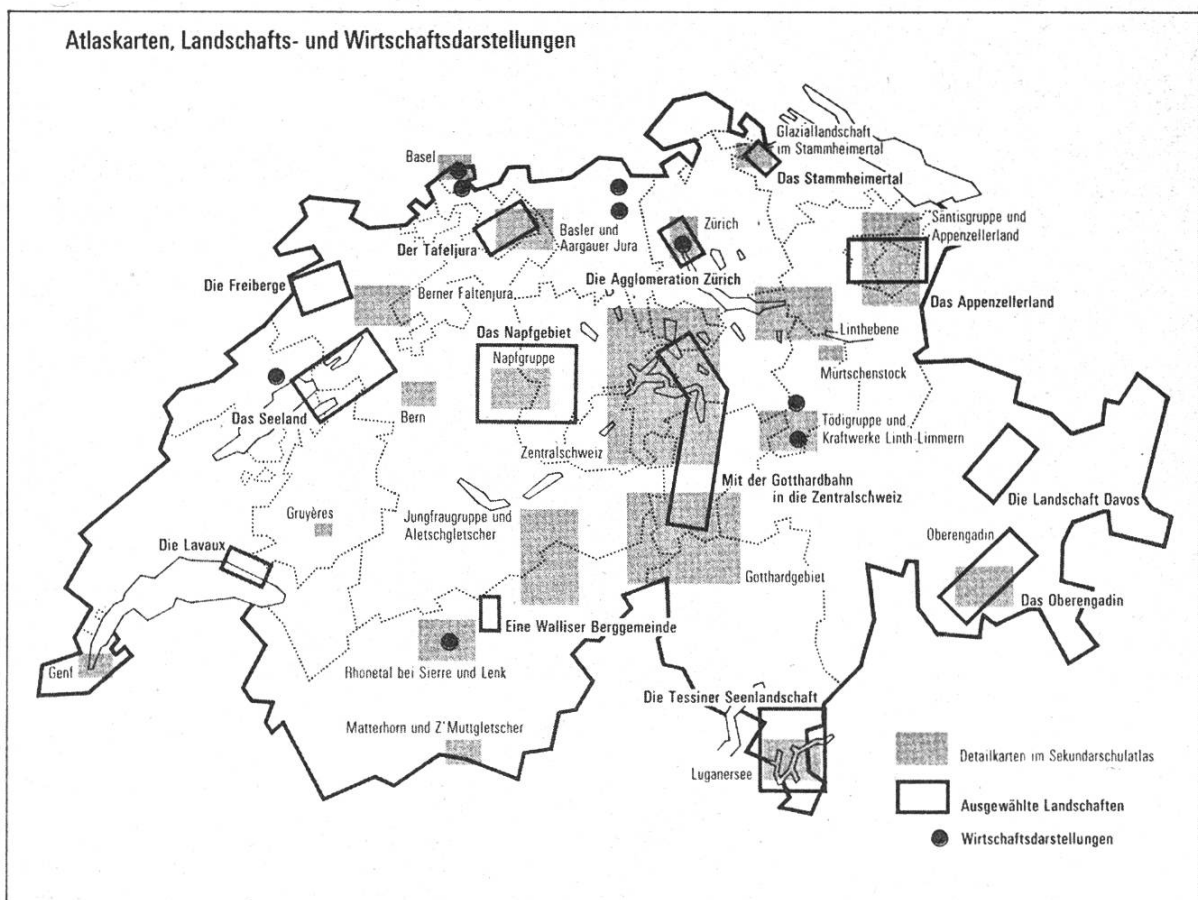 Atlaskarten, Landschafts- und Wirtschaftsdarstellungen
Glaziallandschaft
im Stammheimertal
Das Stammheimertal
Basel
Basler und
Aargauer Jura
Der Tafeljura
Zürich
Die Agglomeration Zürich
Säntisgruppe und
Appenzellerland
Das Appenzellerland
Die Freiberge
Berner Faltenjura
Das Napfgebiet
Napfgruppe
Linthebene
Mürtschenstock
Das Seeland
Bern
Zentralschweiz
Tödigruppe und
Kraftwerke Linth-Limmern
Mit der Gotthardbahn
in die Zentralschweiz
Die Landschaft Davos
Gruyères
Jungfraugruppe und
Aletschgletscher
Die Lavaux
Gotthardgebiet
Oberengadin
Das Oberengadin
Eine Walliser Berggemeinde
Genf
Rhonetal bei Sierre und Lenk
Die Tessiner Seenlandschaft
Matterhorn und Z'Muttgletscher
Luganersee
Detailkarten im Sekundarschulatlas
Ausgewählte Landschaften
Wirtschaftsdarstellungen